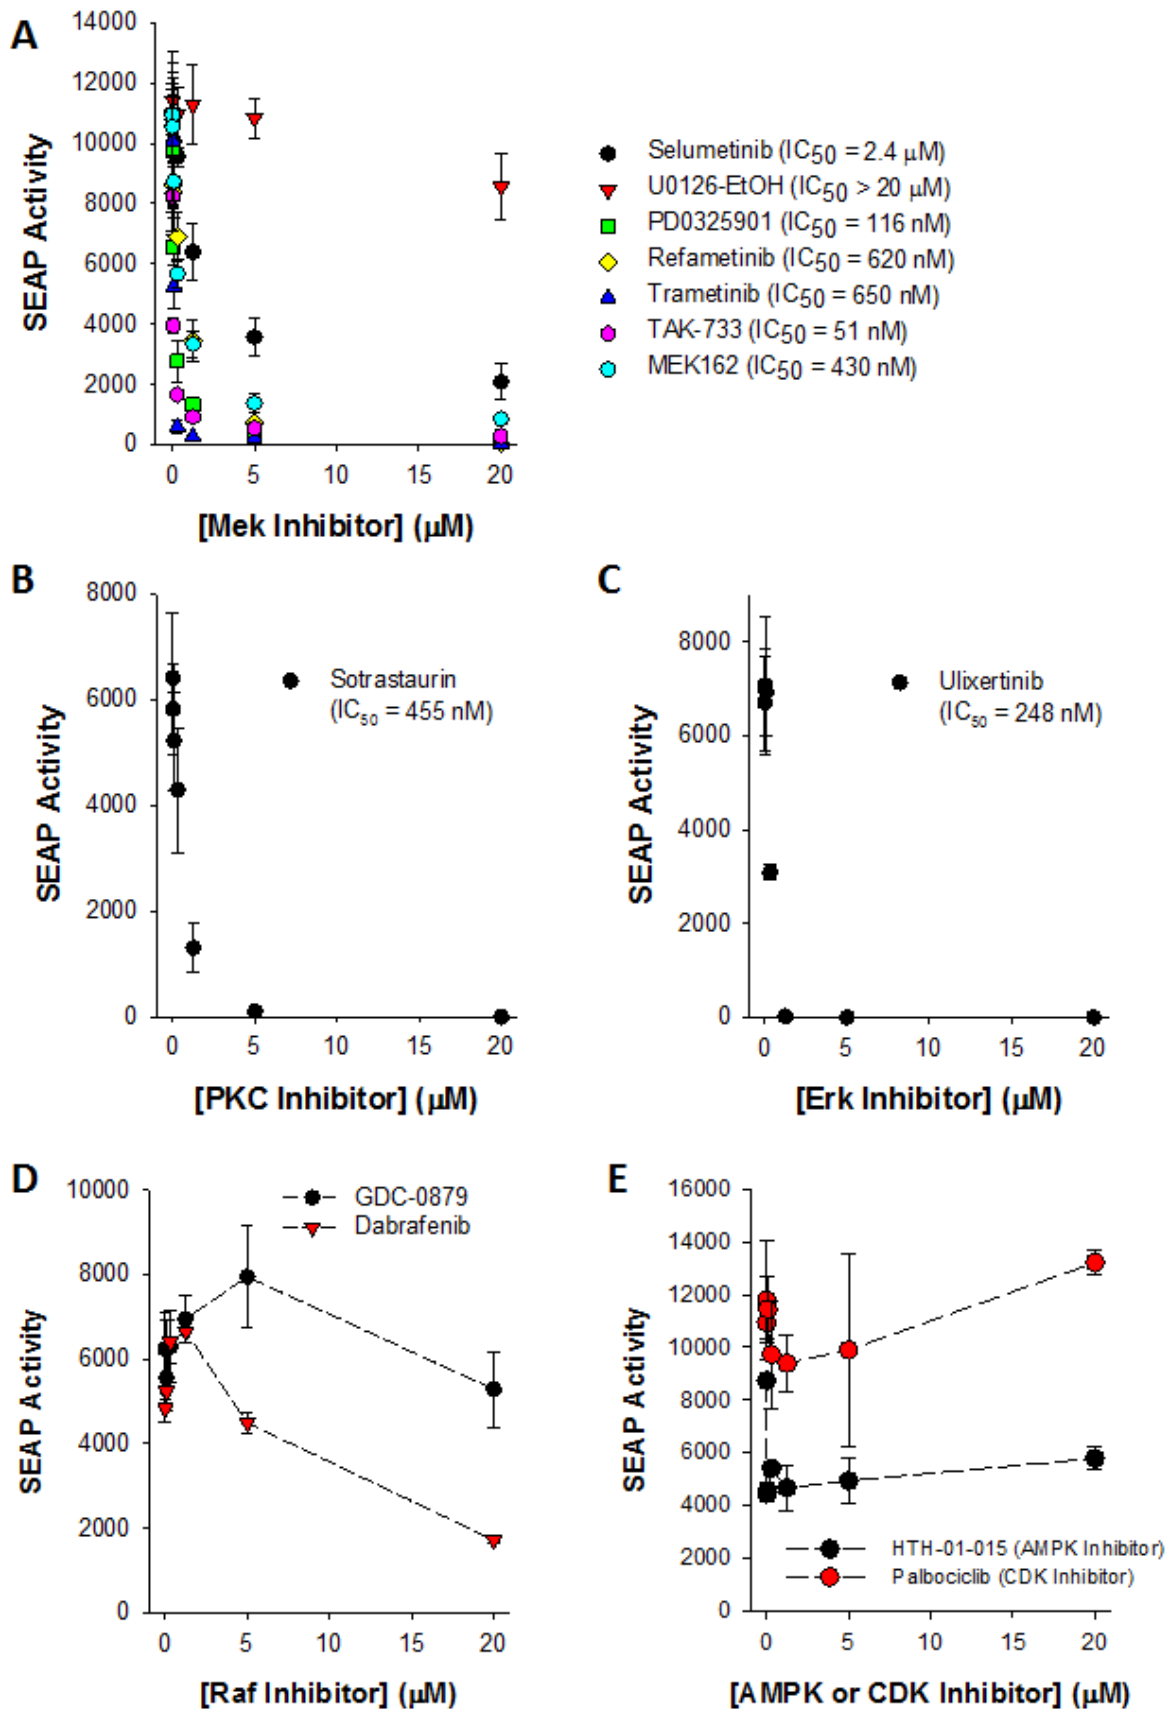 A
14000
12000
10000
8000
6000
4000
2000
0
SEAP Activity
0 5 10 15 20
[Mek Inhibitor] (µM)
Selumetinib (IC50 = 2.4 µM)
U0126-EtOH (IC50 > 20 µM)
PD0325901 (IC50 = 116 nM)
Refametinib (IC50 = 620 nM)
Trametinib (IC50 = 650 nM)
TAK-733 (IC50 = 51 nM)
MEK162 (IC50 = 430 nM)
B
8000
6000
4000
2000
0
SEAP Activity
Sotrastaurin
(IC50 = 455 nM)
0 5 10 15 20
[PKC Inhibitor] (µM)
C
8000
6000
4000
2000
0
SEAP Activity
Ulixertinib
(IC50 = 248 nM)
0 5 10 15 20
[Erk Inhibitor] (µM)
D
10000
8000
6000
4000
2000
0
SEAP Activity
GDC-0879
Dabrafenib
0 5 10 15 20
[Raf Inhibitor] (µM)
E
16000
14000
12000
10000
8000
6000
4000
2000
0
SEAP Activity
HTH-01-015 (AMPK Inhibitor)
Palbociclib (CDK Inhibitor)
0 5 10 15 20
[AMPK or CDK Inhibitor] (µM)